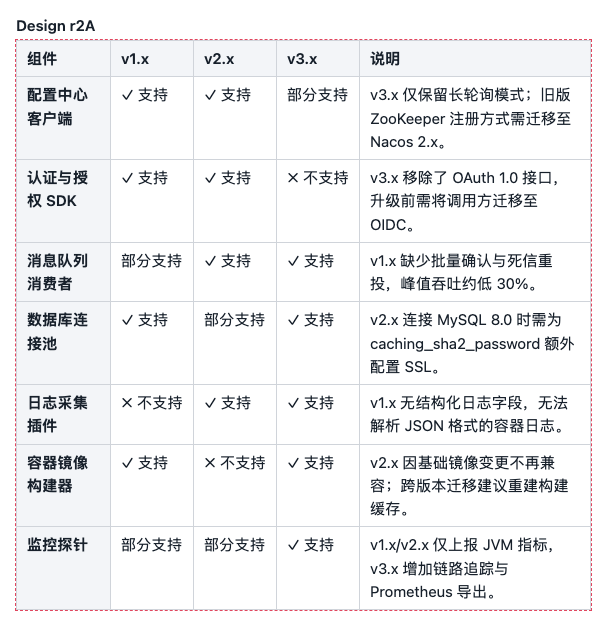 Design r2A
组件 v1.x v2.x v3.x 说明
配置中心 ✓ 支持 ✓ 支持 部分支持 v3.x 仅保留长轮询模式；旧版
客户端 ZooKeeper 注册方式需迁移至
Nacos 2.x。
认证与授 ✓ 支持 ✓ 支持 ✕ 不支持 v3.x 移除了 OAuth 1.0 接口，
权 SDK 升级前需将调用方迁移至
OIDC。
消息队列 部分支持 ✓ 支持 ✓ 支持 v1.x 缺少批量确认与死信重
消费者 投，峰值吞吐约低 30%。
数据库连 ✓ 支持 部分支持 ✓ 支持 v2.x 连接 MySQL 8.0 时需为
接池 caching_sha2_password 额外
配置 SSL。
日志采集 ✕ 不支持 ✓ 支持 ✓ 支持 v1.x 无结构化日志字段，无法
插件 解析 JSON 格式的容器日志。
容器镜像 ✓ 支持 ✕ 不支持 ✓ 支持 v2.x 因基础镜像变更不再兼
构建器 容；跨版本迁移建议重建构建
缓存。
监控探针 部分支持 部分支持 ✓ 支持 v1.x/v2.x 仅上报 JVM 指标，
v3.x 增加链路追踪与
Prometheus 导出。